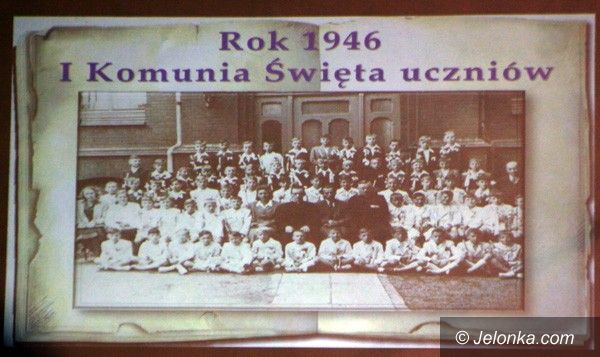 Rok 1946
I Komunia Święta uczniów
© Jelonka.com